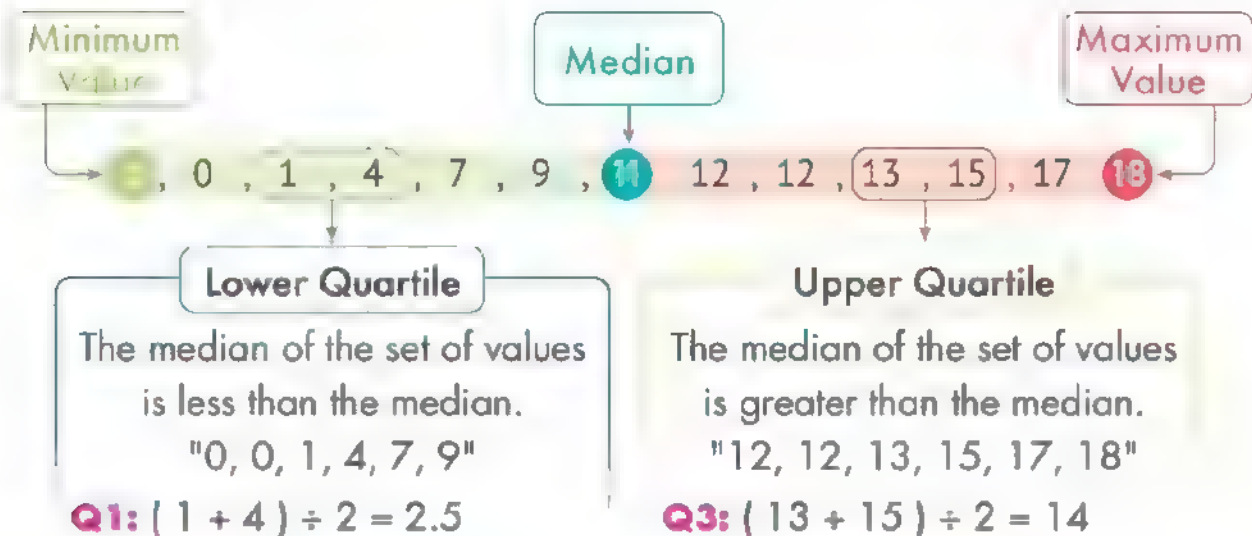 Minimum
Value
Median
Maximum
Value
, 0 , 1 , 4 , 7 , 9 , 11 12 , 12 , 13 , 15 , 17 18
Lower Quartile
The median of the set of values
is less than the median.
"0, 0, 1, 4, 7, 9"
Q1: ( 1 + 4 ) ÷ 2 = 2.5
Upper Quartile
The median of the set of values
is greater than the median.
"12, 12, 13, 15, 17, 18"
Q3: ( 13 + 15 ) ÷ 2 = 14